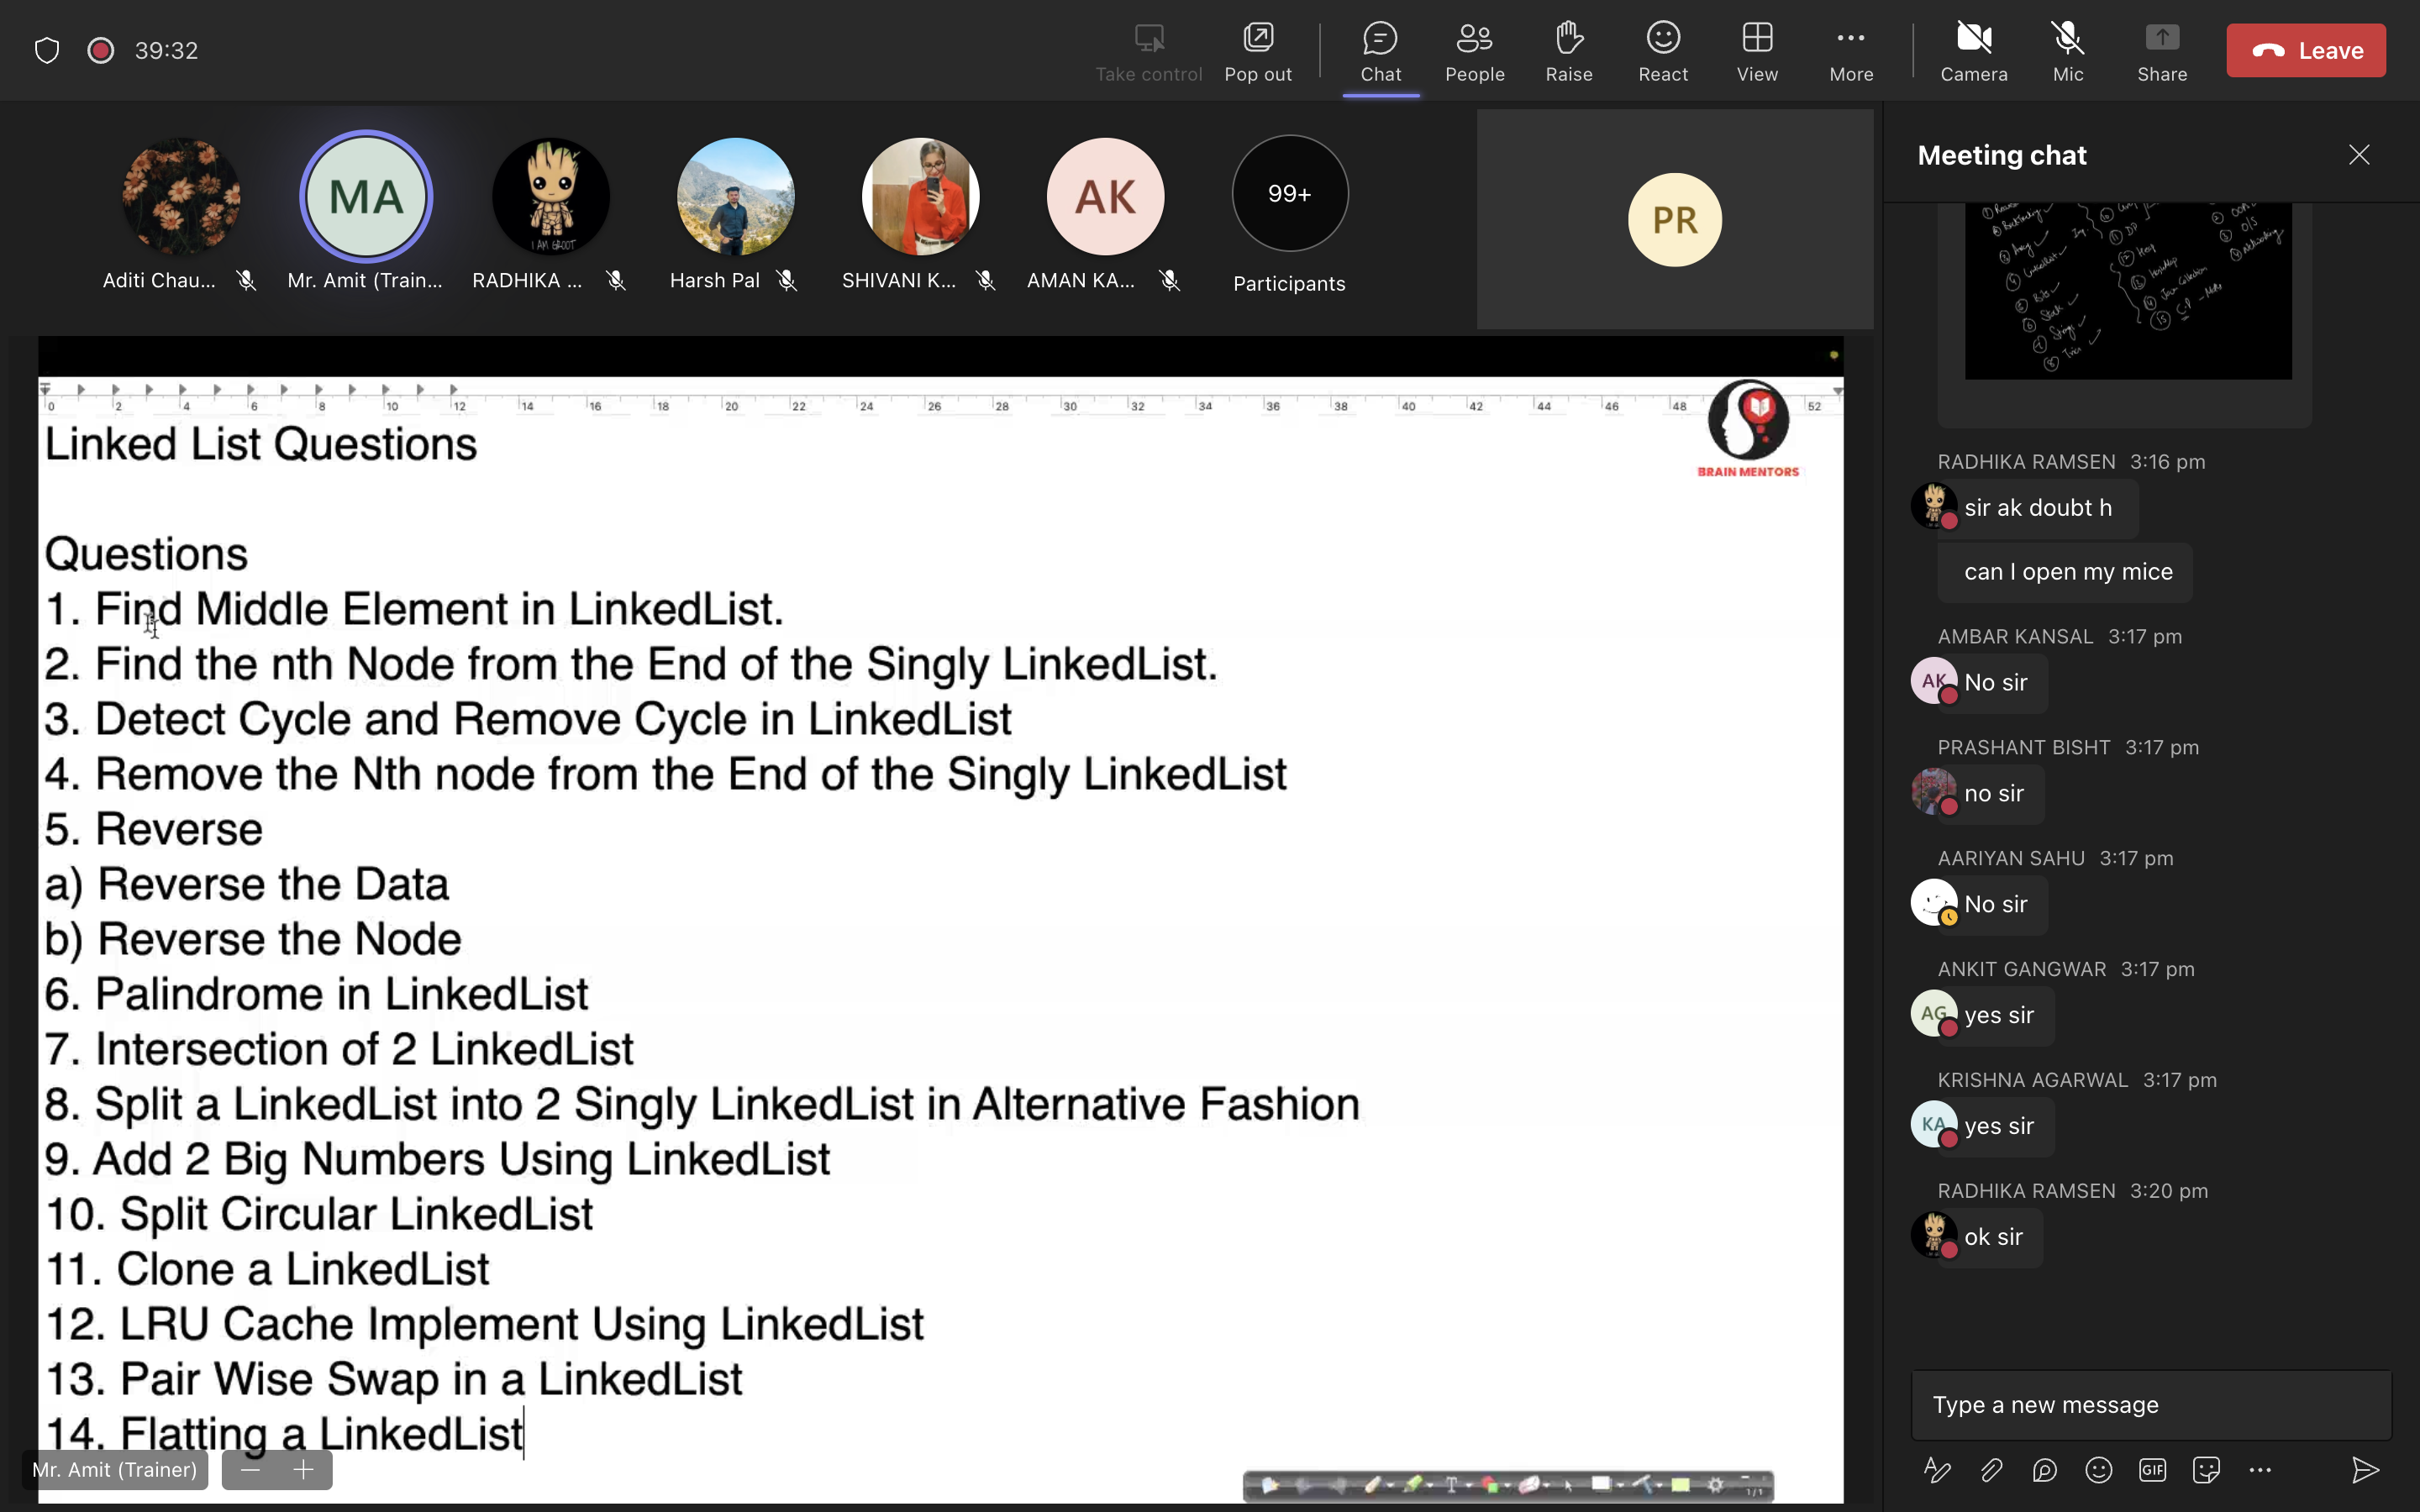 39:32
Take control
Pop out
Chat
People
Raise
React
View
More
Camera
Mic
Share
Leave
Aditi Chau...
MA
Mr. Amit (Train...
I AM GROOT
RADHIKA ...
Harsh Pal
SHIVANI K...
AK
AMAN KA...
99+
Participants
PR
0 2 4 6 8 10 12 14 16 18 20 22 24 26 28 30 32 34 36 38 40 42 44 46 48 52
BRAIN MENTORS
Linked List Questions
Questions
1. Find Middle Element in LinkedList.
2. Find the nth Node from the End of the Singly LinkedList.
3. Detect Cycle and Remove Cycle in LinkedList
4. Remove the Nth node from the End of the Singly LinkedList
5. Reverse
a) Reverse the Data
b) Reverse the Node
6. Palindrome in LinkedList
7. Intersection of 2 LinkedList
8. Split a LinkedList into 2 Singly LinkedList in Alternative Fashion
9. Add 2 Big Numbers Using LinkedList
10. Split Circular LinkedList
11. Clone a LinkedList
12. LRU Cache Implement Using LinkedList
13. Pair Wise Swap in a LinkedList
14. Flatting a LinkedList
Mr. Amit (Trainer)
1/1
Meeting chat
RADHIKA RAMSEN 3:16 pm
sir ak doubt h
can I open my mice
AMBAR KANSAL 3:17 pm
AK
No sir
PRASHANT BISHT 3:17 pm
no sir
AARIYAN SAHU 3:17 pm
No sir
ANKIT GANGWAR 3:17 pm
AG
yes sir
KRISHNA AGARWAL 3:17 pm
KA
yes sir
RADHIKA RAMSEN 3:20 pm
ok sir
Type a new message
GIF